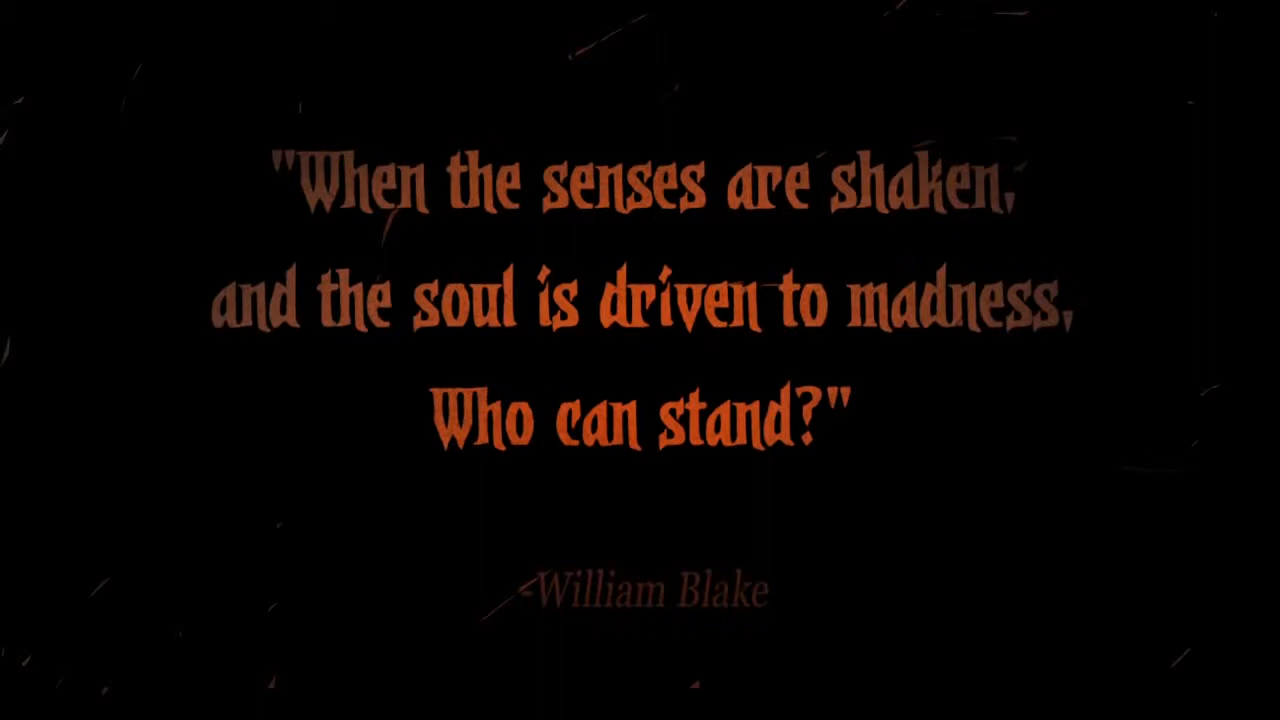 "When the senses are shaken,
and the soul is driven to madness,
Who can stand?"
-William Blake